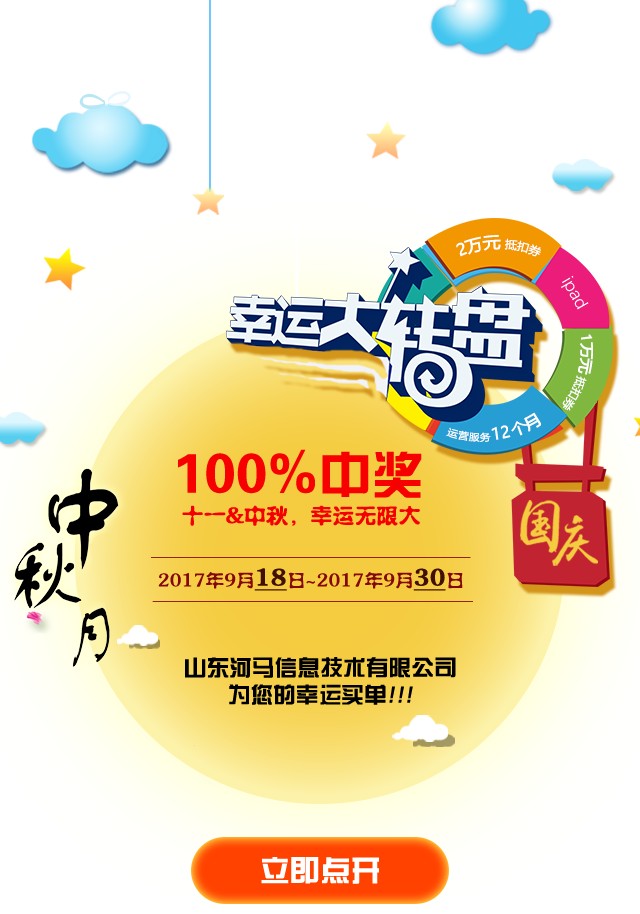 2万元 抵扣券
ipad
1万元 抵扣券
运营服务12个月
幸运大转盘
国庆
100%中奖
十一&中秋，幸运无限大
中秋月
2017年9月18日~2017年9月30日
山东河马信息技术有限公司
为您的幸运买单!!!
立即点开